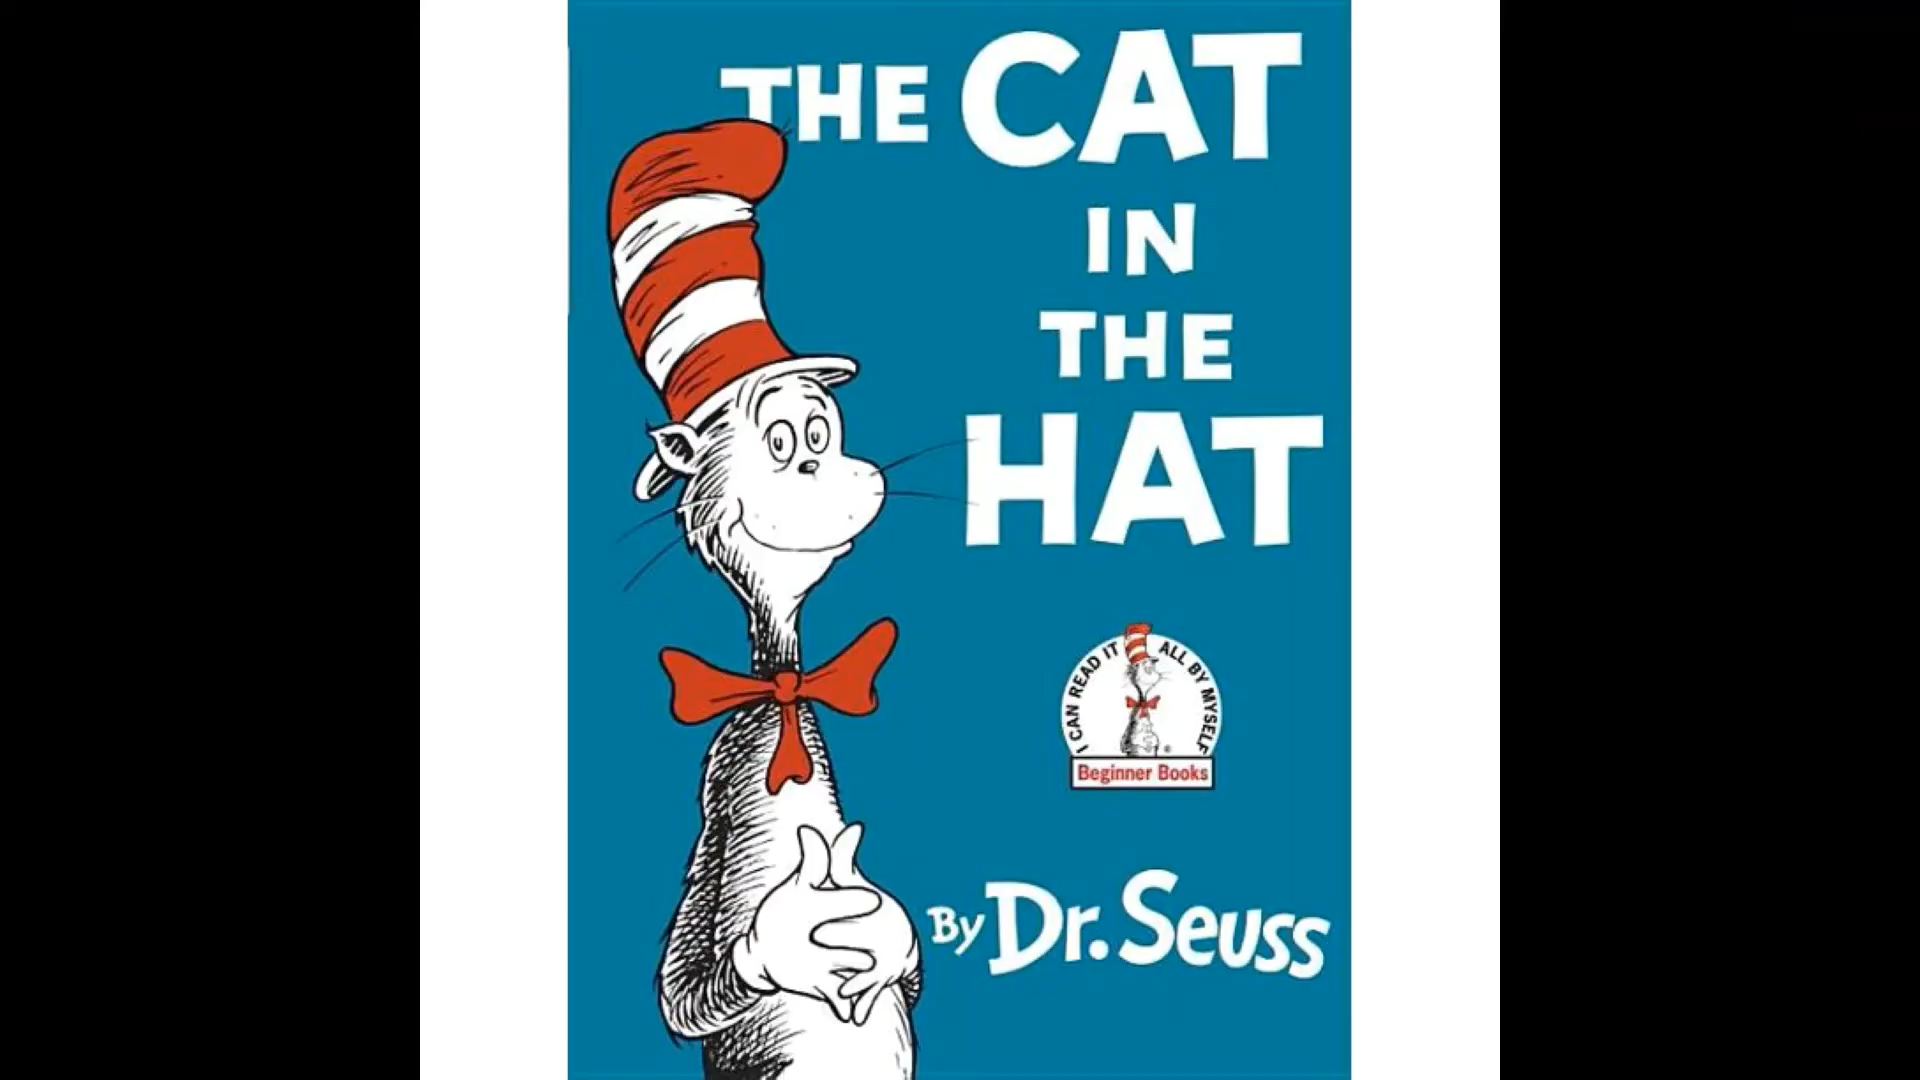 THE CAT
IN
THE
HAT
I CAN READ IT ALL BY MYSELF
Beginner Books
By Dr. Seuss